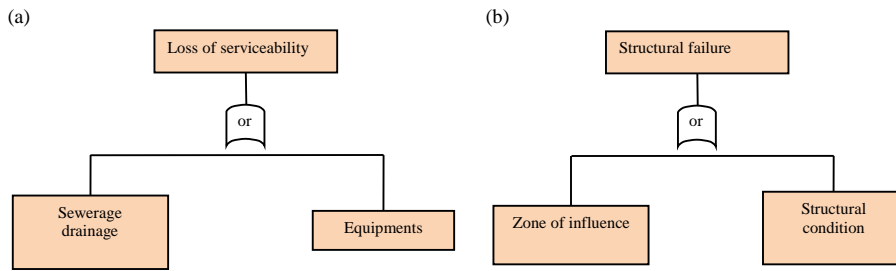 (a)
Loss of serviceability
or
Sewerage
drainage
Equipments
(b)
Structural failure
or
Zone of influence
Structural
condition